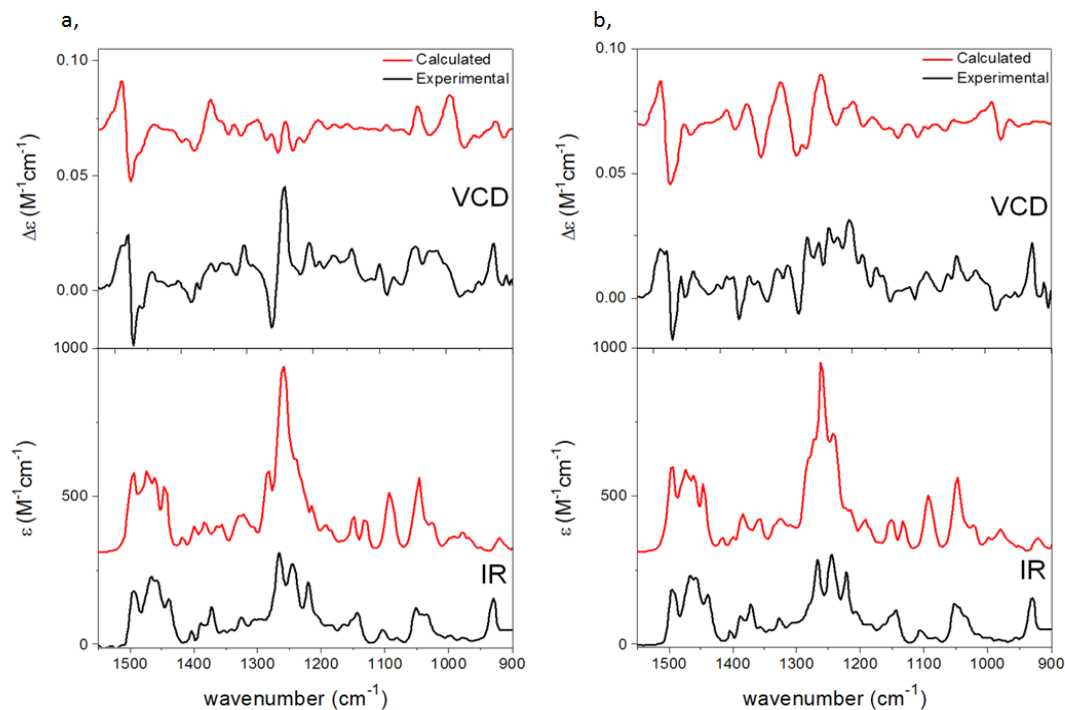 a,
b,
0.10
Calculated
Experimental
0.05
VCD
Δε (M⁻¹cm⁻¹)
0.00
1000
500
ε (M⁻¹cm⁻¹)
IR
0
1500 1400 1300 1200 1100 1000 900
wavenumber (cm⁻¹)
0.10
Calculated
Experimental
0.05
VCD
Δε (M⁻¹cm⁻¹)
0.00
1000
500
ε (M⁻¹cm⁻¹)
IR
0
1500 1400 1300 1200 1100 1000 900
wavenumber (cm⁻¹)